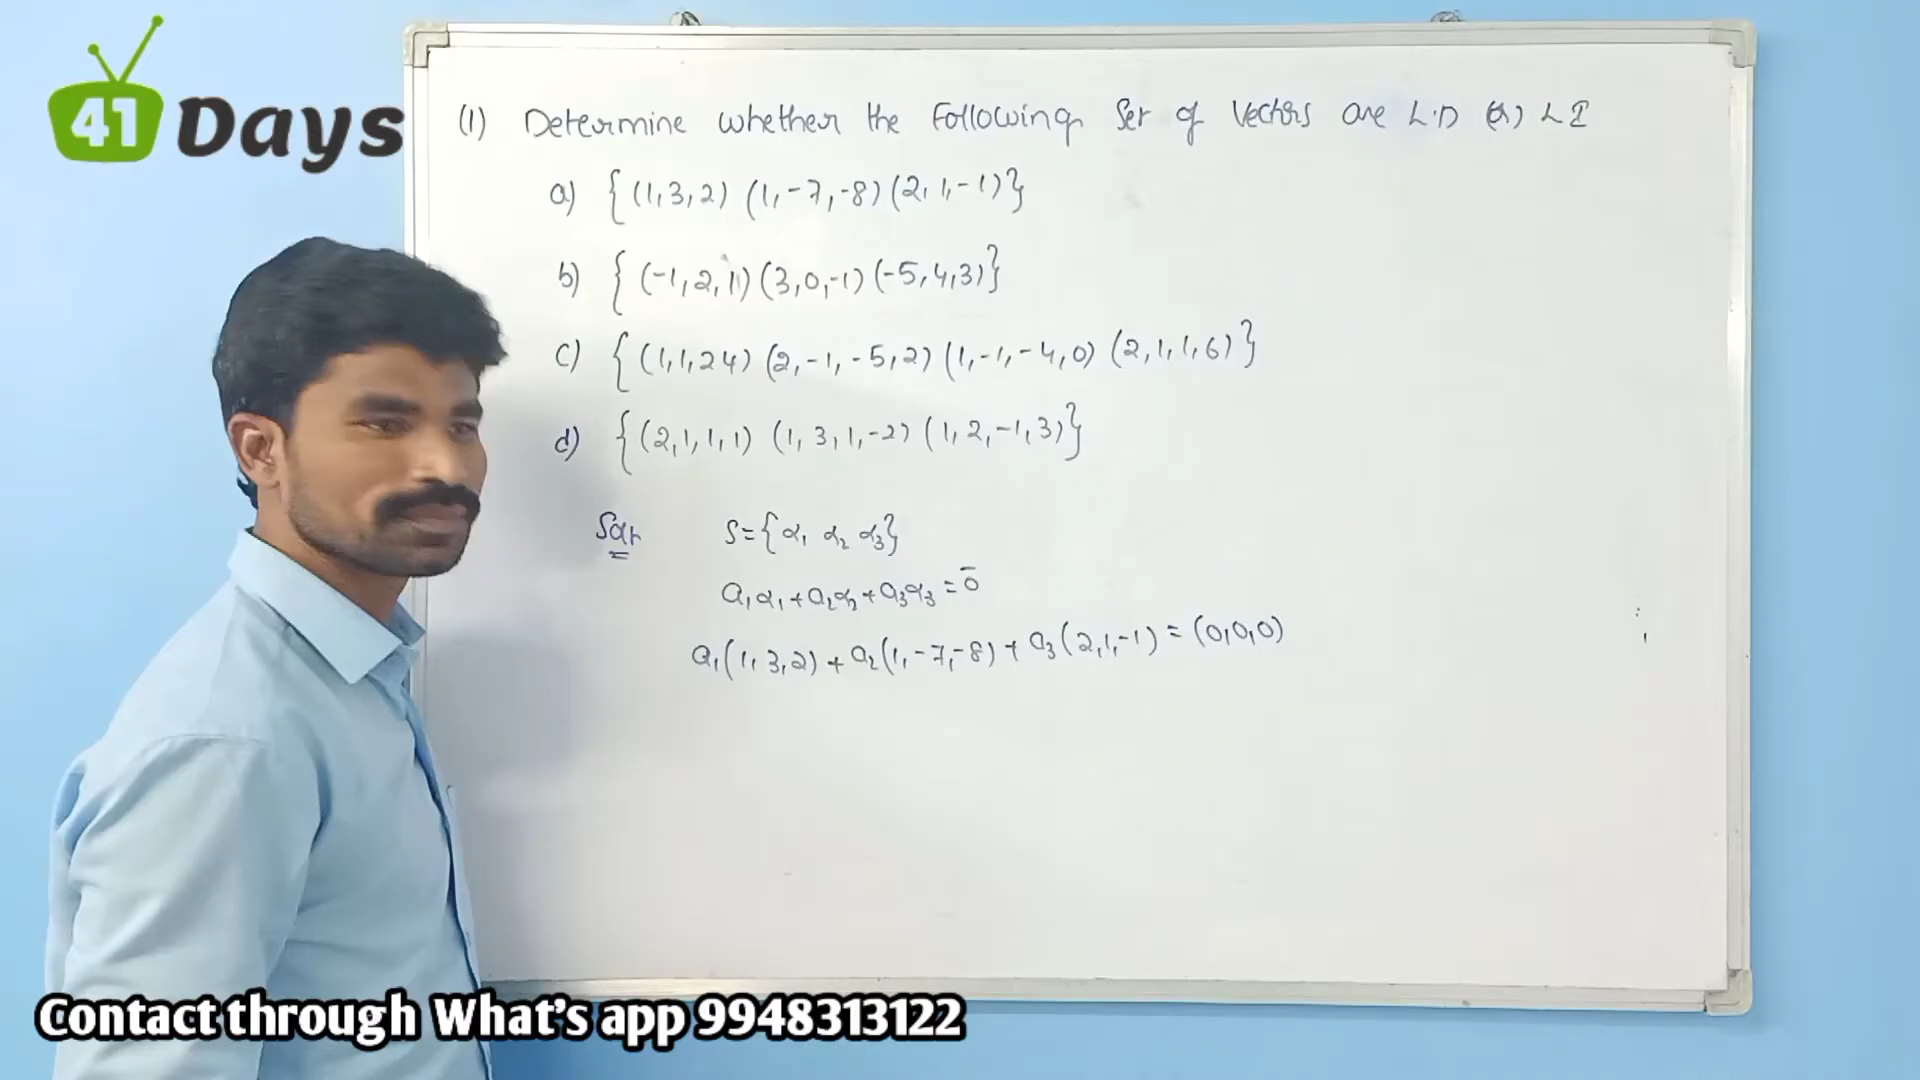 41 Days
(1) Determine whether the Following Set of Vectors are L.D (or) L I
a) {(1,3,2) (1,-7,-8) (2,1,-1)}
b) {(-1,2,1) (3,0,-1) (-5,4,3)}
c) {(1,1,24) (2,-1,-5,2) (1,-1,-4,0) (2,1,1,6)}
d) {(2,1,1,1) (1,3,1,-2) (1,2,-1,3)}
S={α₁ α₂ α₃}
a₁α₁+a₂α₂+a₃α₃=0̄
a₁(1,3,2)+a₂(1,-7,-8)+a₃(2,1,-1)=(0,0,0)
Contact through What's app 9948313122